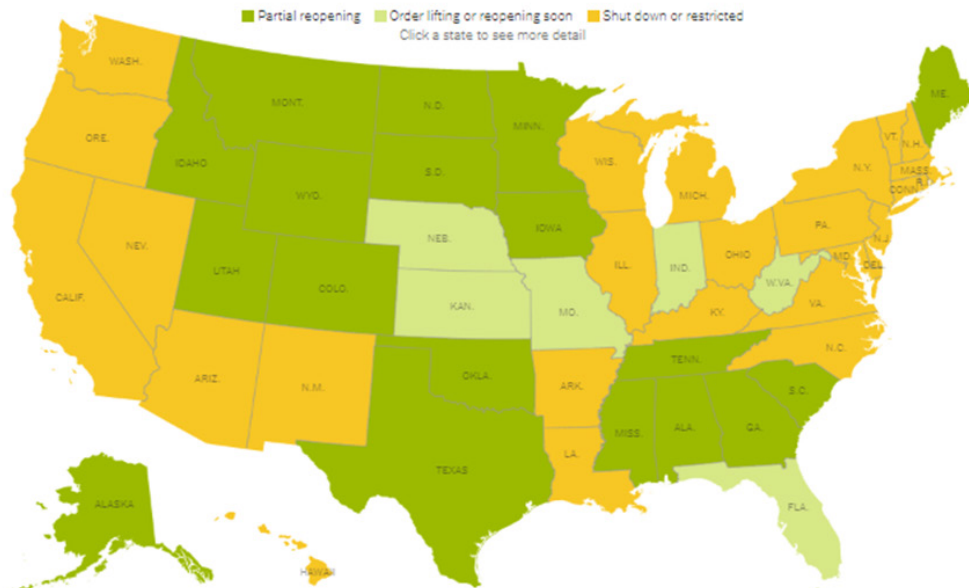 Partial reopening Order lifting or reopening soon Shut down or restricted
Click a state to see more detail
WASH.
ME.
MONT.
N.D.
MINN.
ORE.
VT.
N.H.
IDAHO
WIS.
N.Y.
MASS.
S.D.
MICH.
R.I.
CONN.
WYO.
PA.
IOWA
N.J.
NEB.
OHIO
NEV.
ILL.
IND.
MD.
DEL.
UTAH
W.VA.
COLO.
CALIF.
KAN.
MO.
VA.
KY.
N.C.
TENN.
ARIZ.
OKLA.
N.M.
ARK.
S.C.
MISS.
ALA.
GA.
LA.
TEXAS
ALASKA
FLA.
HAWAII